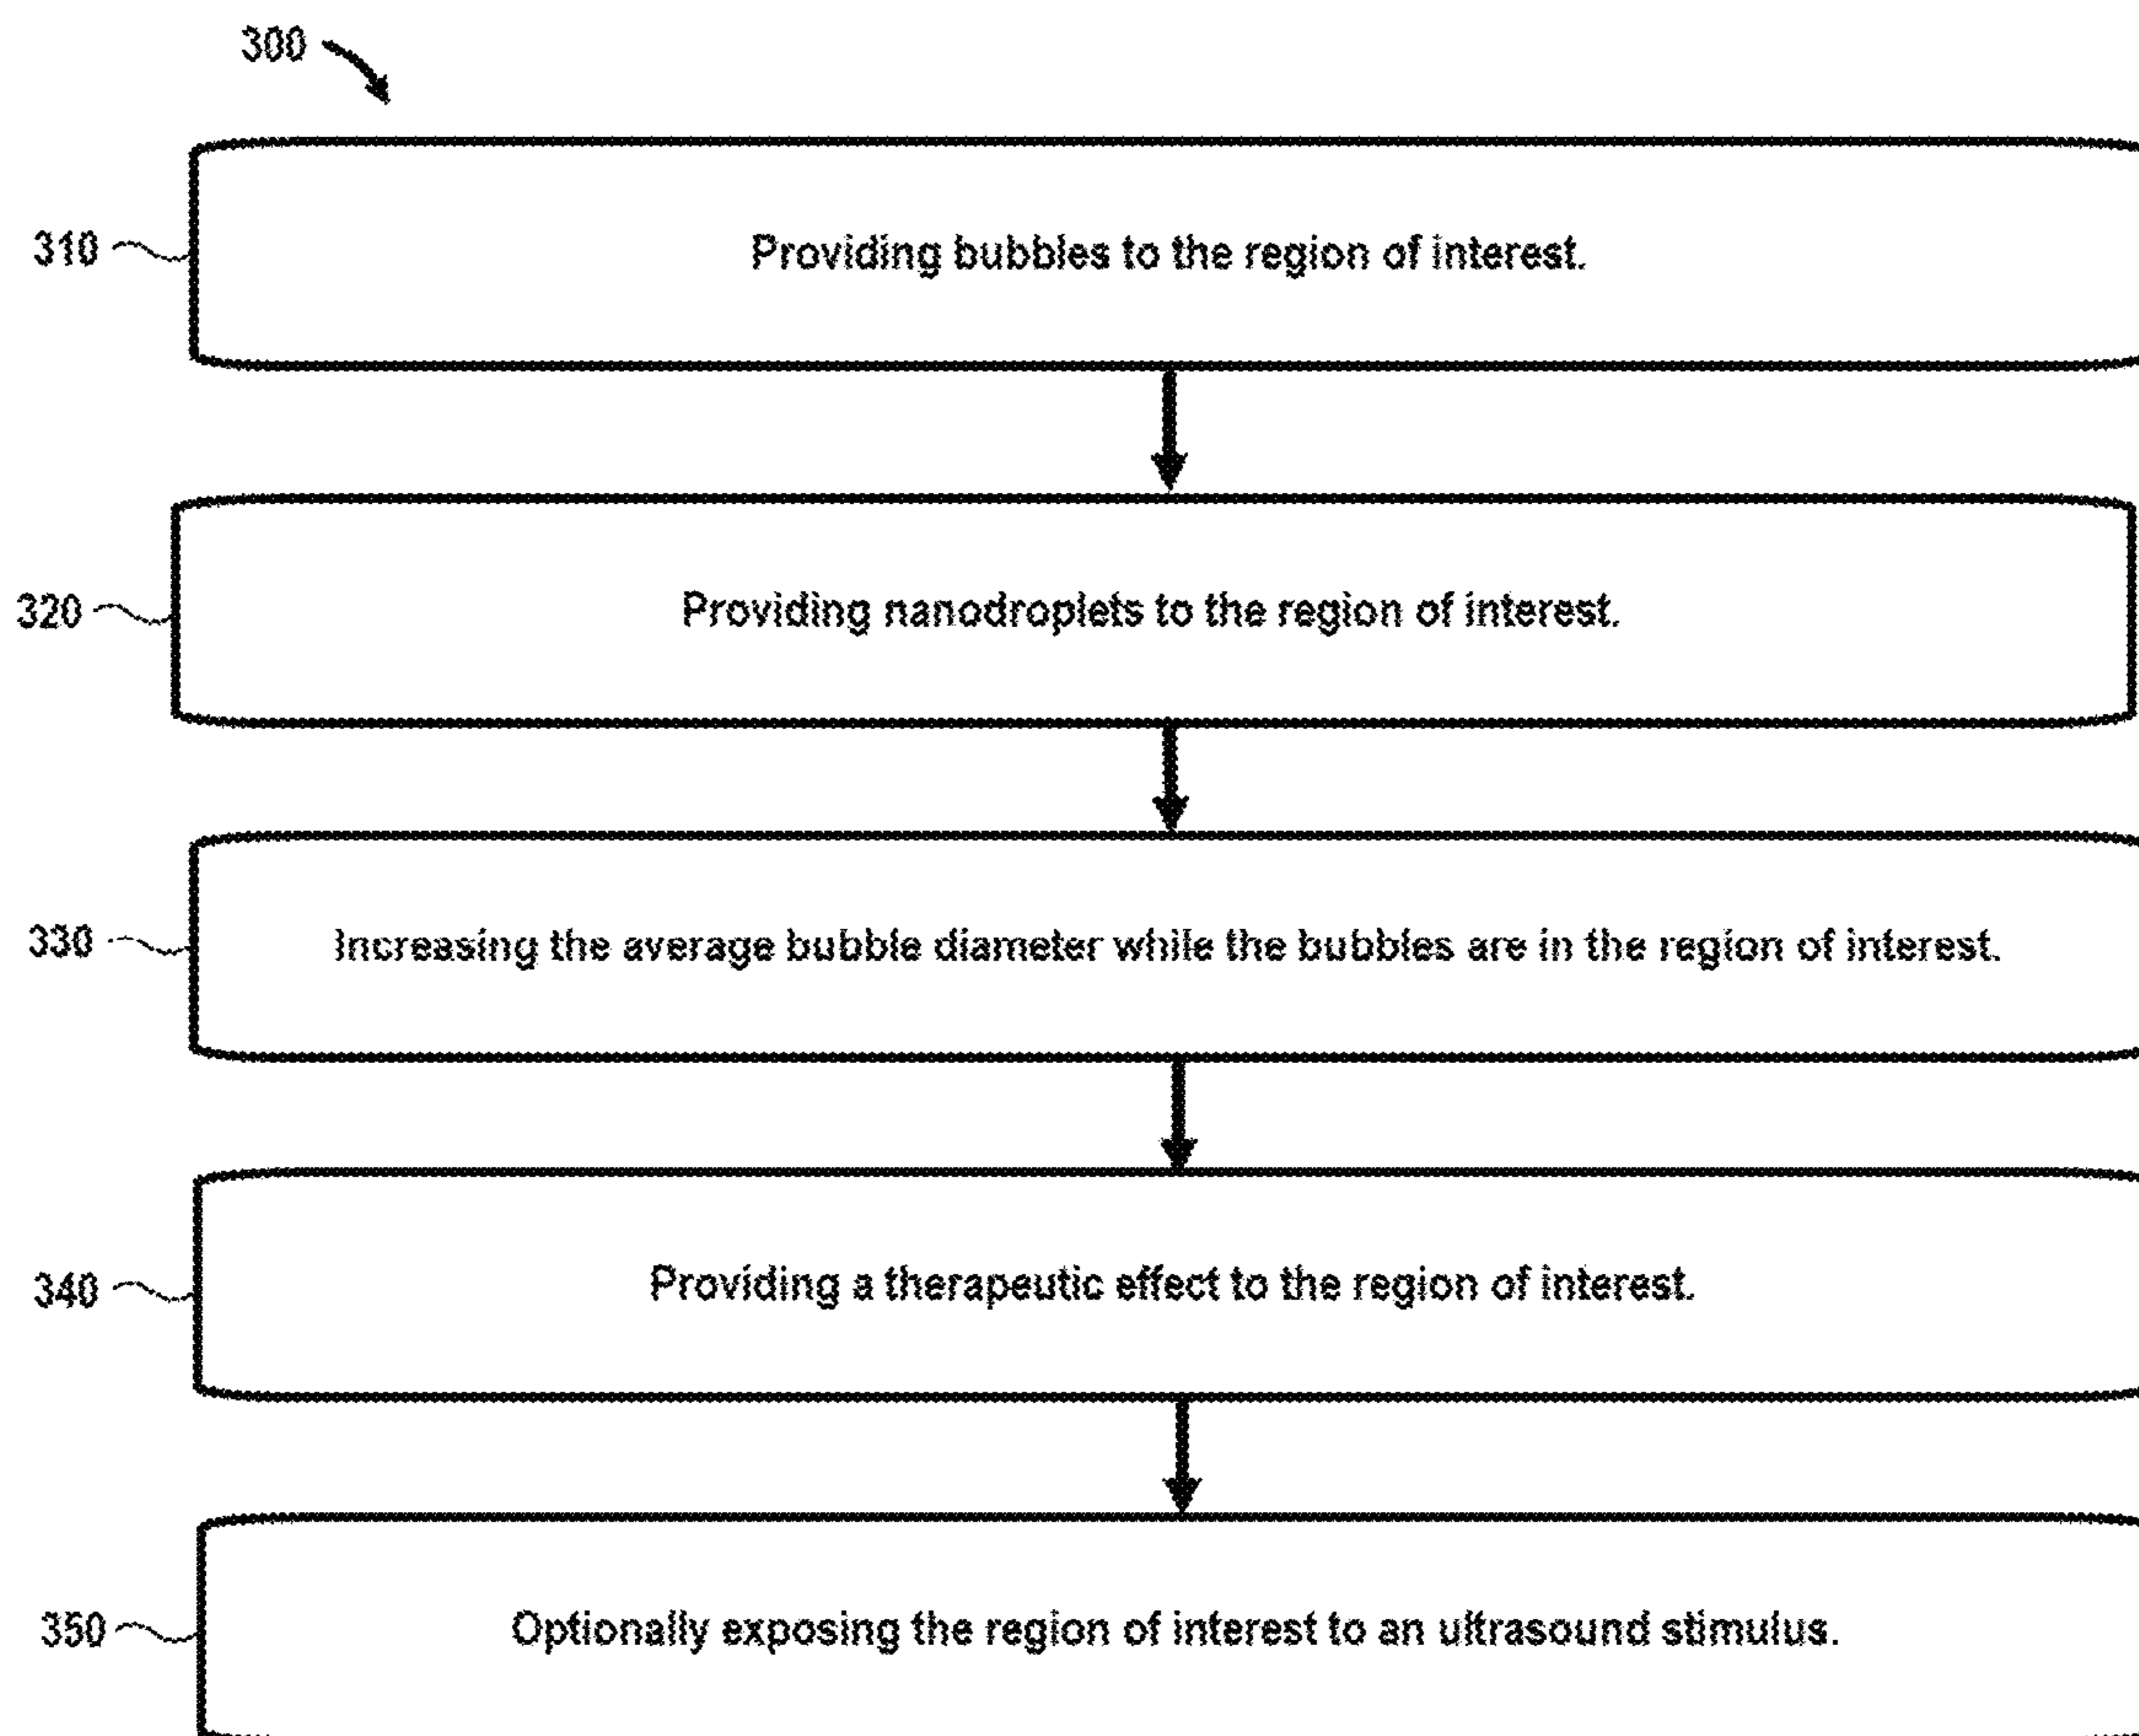 300
310 Providing bubbles to the region of interest.
320 Providing nanodroplets to the region of interest.
330 Increasing the average bubble diameter while the bubbles are in the region of interest.
340 Providing a therapeutic effect to the region of interest.
350 Optionally exposing the region of interest to an ultrasound stimulus.